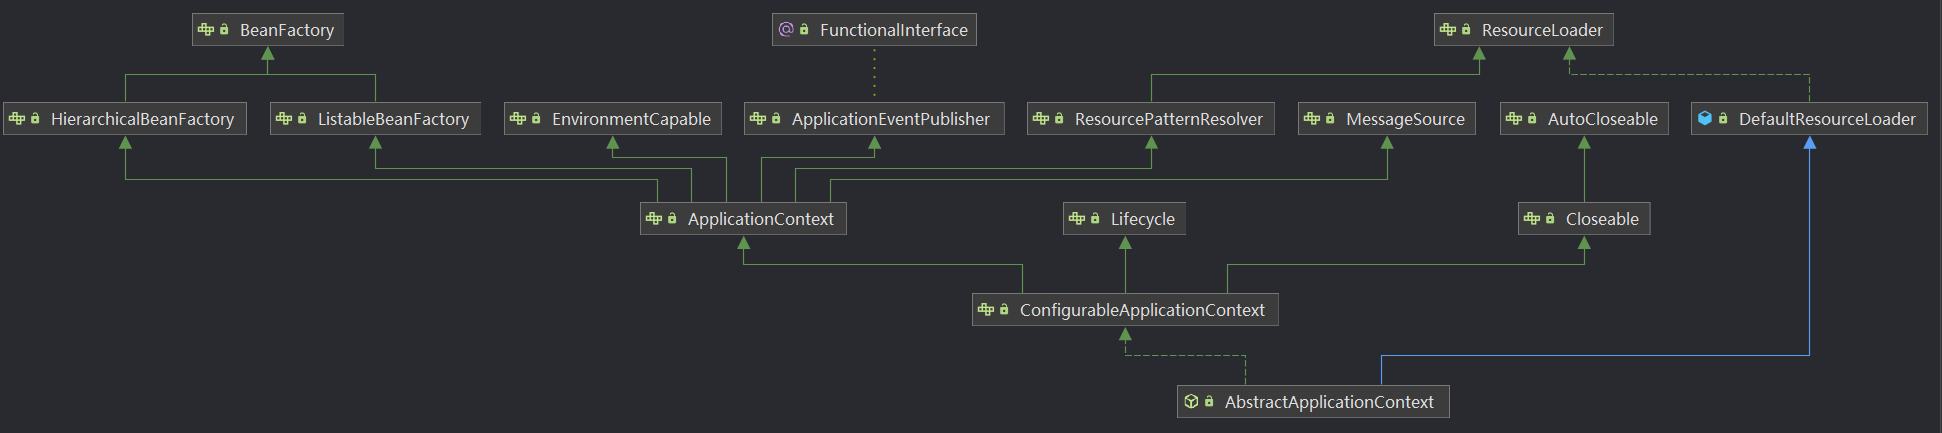 BeanFactory
FunctionalInterface
ResourceLoader
HierarchicalBeanFactory
ListableBeanFactory
EnvironmentCapable
ApplicationEventPublisher
ResourcePatternResolver
MessageSource
AutoCloseable
DefaultResourceLoader
ApplicationContext
Lifecycle
Closeable
ConfigurableApplicationContext
AbstractApplicationContext